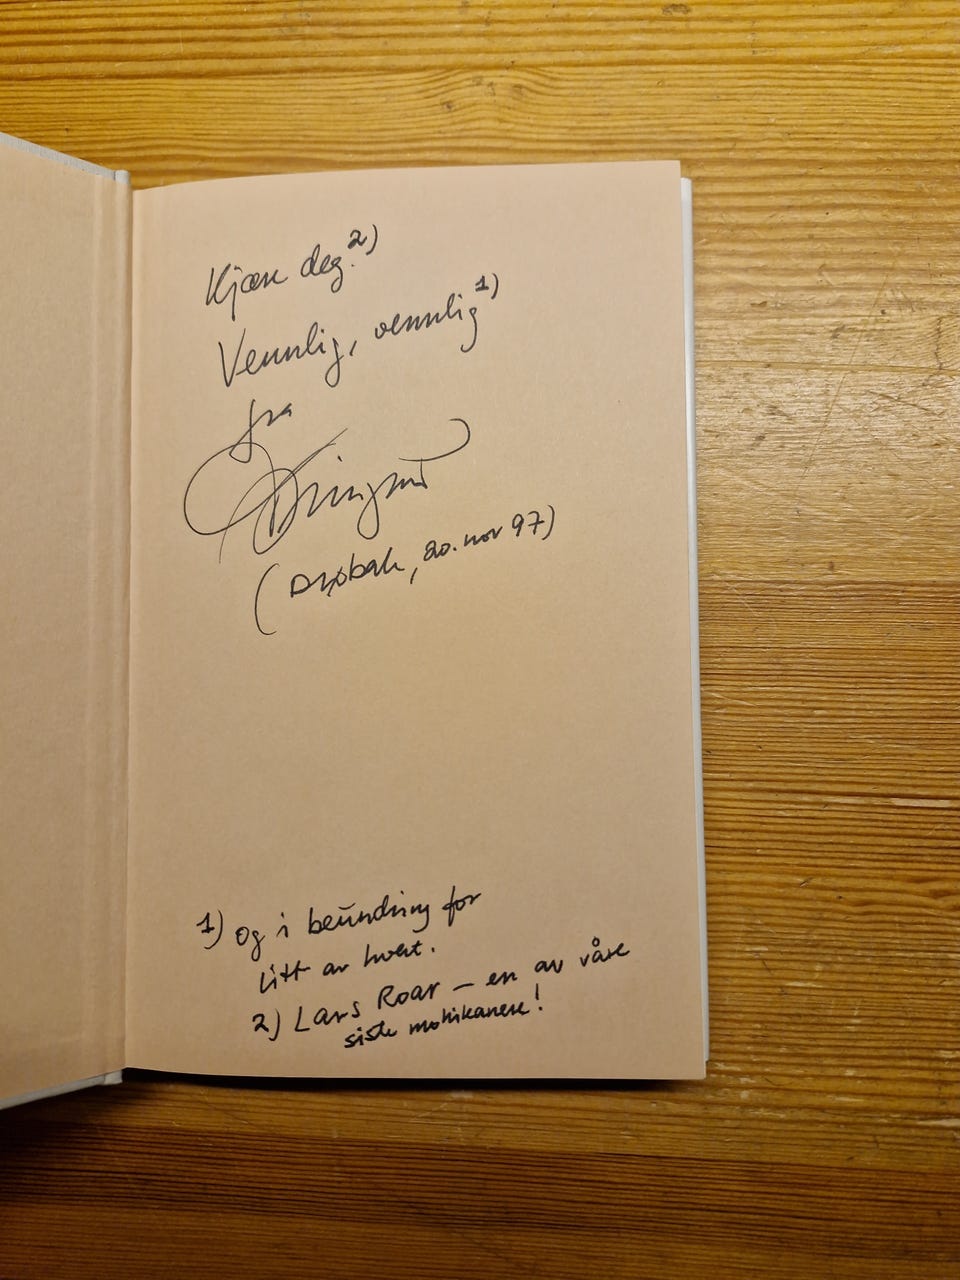 Kjære deg.2)
Vennlig, vennlig1)
fra
(Drøbak, 20. nov 97)
1) Og i beundring for
litt av hvert.
2) Lars Roar – en av våre
siste mohikanere!